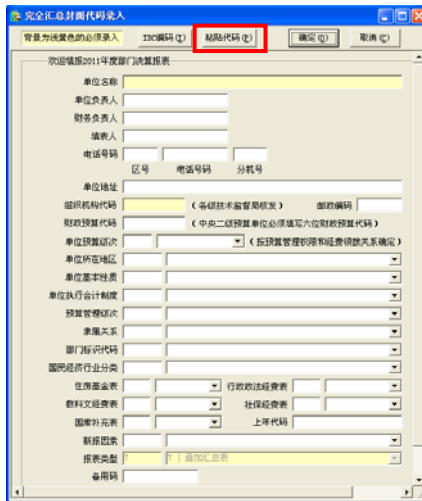 完全汇总封面代码录入
背景为浅黄色的必须录入 IBC编码(I) 粘贴代码(P) 确定(O) 取消(C)
欢迎填报2011年度部门决算报表
单位名称
单位负责人
财务负责人
填表人
电话号码
区号 电话号码 分机号
单位地址
组织机构代码 (各级技术监督局核发) 邮政编码
财政预算代码 (中央二级预算单位必须填写六位财政预算代码)
单位预算级次 (按预算管理权限和经费领拨关系确定)
单位所在地区
单位基本性质
单位执行会计制度
预算管理级次
隶属关系
部门标识代码
国民经济行业分类
住房基金表 行政政法经费表
教科文经费表 社保经费表
国库补充表 上年代码
新报因素
报表类型 7 7 | 叠加汇总表
备用码